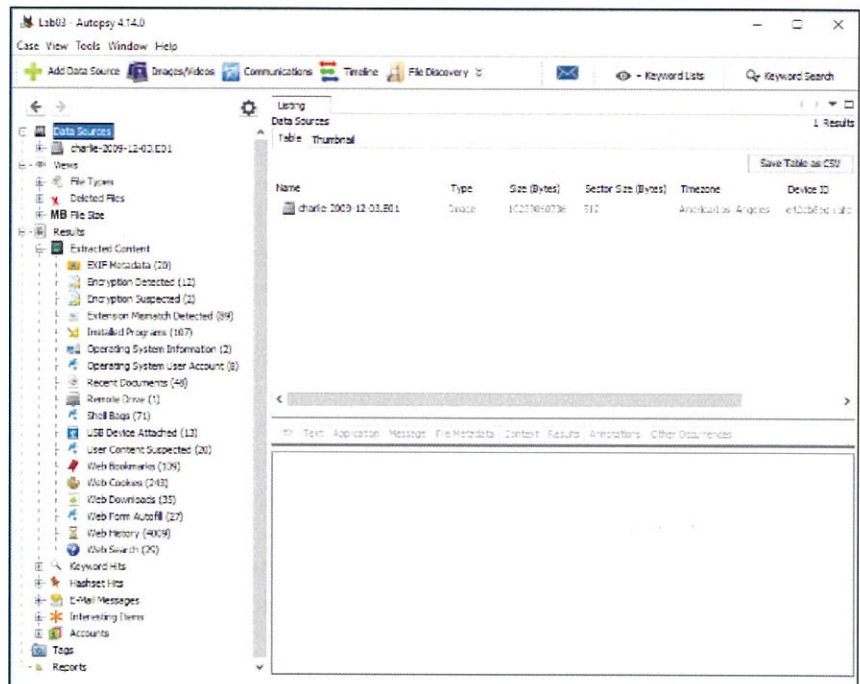 Lab03 - Autopsy 4.14.0
Case View Tools Window Help
Add Data Source Images/Videos Communications Timeline File Discovery
Keyword Lists
Keyword Search
Data Sources
charlie-2009-12-03.E01
Views
File Types
Deleted Files
MB File Size
Results
Extracted Content
EXIF Metadata (20)
Encryption Detected (12)
Encryption Suspected (2)
Extension Mismatch Detected (89)
Installed Programs (107)
Operating System Information (2)
Operating System User Account (8)
Recent Documents (48)
Remote Drive (1)
Shell Bags (71)
USB Device Attached (13)
User Content Suspected (20)
Web Bookmarks (109)
Web Cookies (243)
Web Downloads (35)
Web Form Autofill (27)
Web History (4009)
Web Search (29)
Keyword Hits
Hashset Hits
E-Mail Messages
Interesting Items
Accounts
Tags
Reports
Listing
Data Sources
1 Results
Table Thumbnail
Save Table as CSV
Name Type Size (Bytes) Sector Size (Bytes) Timezone Device ID
charlie-2009-12-03.E01 Image 512 America/Los_Angeles
Text Application Message File Metadata Context Results Annotations Other Occurrences